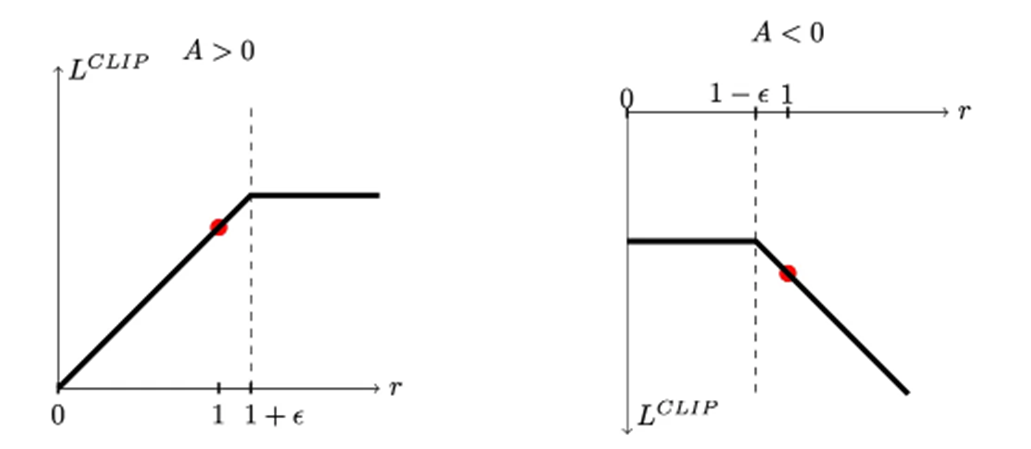 A > 0
L^{CLIP}
r
0 1 1 + ϵ
A < 0
0 1 − ϵ 1
r
L^{CLIP}